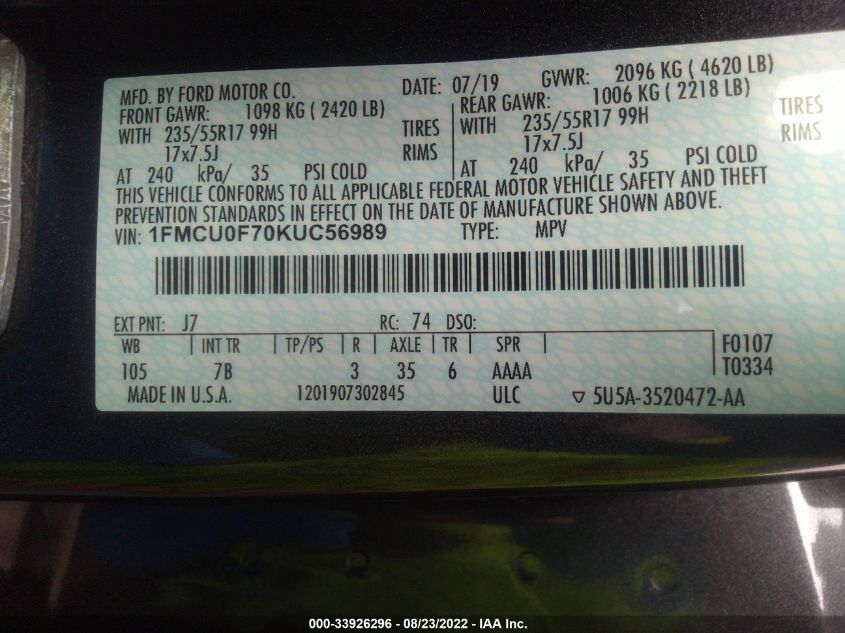 MFD. BY FORD MOTOR CO. DATE: 07/19 GVWR: 2096 KG ( 4620 LB)
FRONT GAWR: 1098 KG ( 2420 LB) REAR GAWR: 1006 KG ( 2218 LB)
WITH 235/55R17 99H TIRES WITH 235/55R17 99H TIRES
17x7.5J RIMS 17x7.5J RIMS
AT 240 kPa/ 35 PSI COLD AT 240 kPa/ 35 PSI COLD
THIS VEHICLE CONFORMS TO ALL APPLICABLE FEDERAL MOTOR VEHICLE SAFETY AND THEFT
PREVENTION STANDARDS IN EFFECT ON THE DATE OF MANUFACTURE SHOWN ABOVE.
VIN: 1FMCU0F70KUC56989 TYPE: MPV
EXT PNT: J7 RC: 74 DSO:
WB INT TR TP/PS R AXLE TR SPR F0107
105 7B 3 35 6 AAAA T0334
MADE IN U.S.A. 1201907302845 ULC ▽ 5U5A-3520472-AA
000-33926296 - 08/23/2022 - IAA Inc.